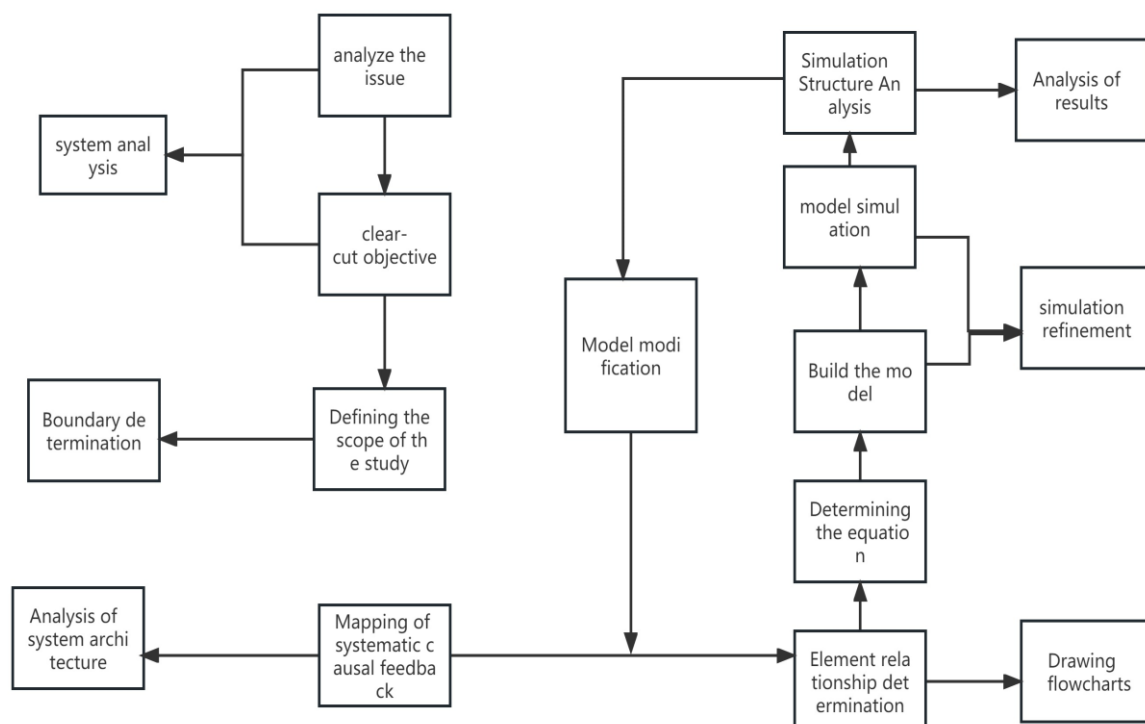 analyze the
issue
system anal
ysis
clear-
cut objective
Boundary de
termination
Defining the
scope of th
e study
Analysis of
system archi
tecture
Mapping of
systematic c
ausal feedba
ck
Model modi
fication
Simulation
Structure An
alysis
Analysis of
results
model simul
ation
simulation
refinement
Build the mo
del
Determining
the equatio
n
Element rela
tionship det
ermination
Drawing
flowcharts